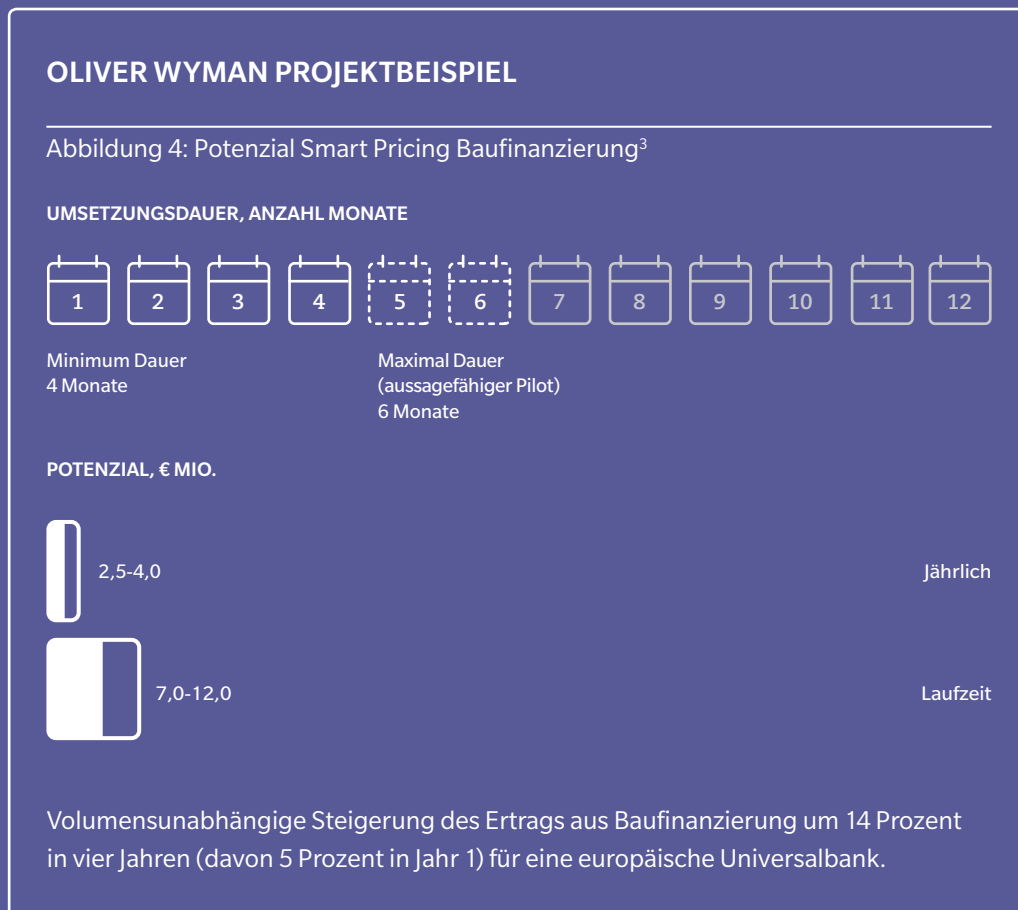 OLIVER WYMAN PROJEKTBEISPIEL
Abbildung 4: Potenzial Smart Pricing Baufinanzierung³
UMSETZUNGSDAUER, ANZAHL MONATE
1 2 3 4 5 6 7 8 9 10 11 12
Minimum Dauer
4 Monate
Maximal Dauer
(aussagefähiger Pilot)
6 Monate
POTENZIAL, € MIO.
2,5-4,0 Jährlich
7,0-12,0 Laufzeit
Volumensunabhängige Steigerung des Ertrags aus Baufinanzierung um 14 Prozent
in vier Jahren (davon 5 Prozent in Jahr 1) für eine europäische Universalbank.